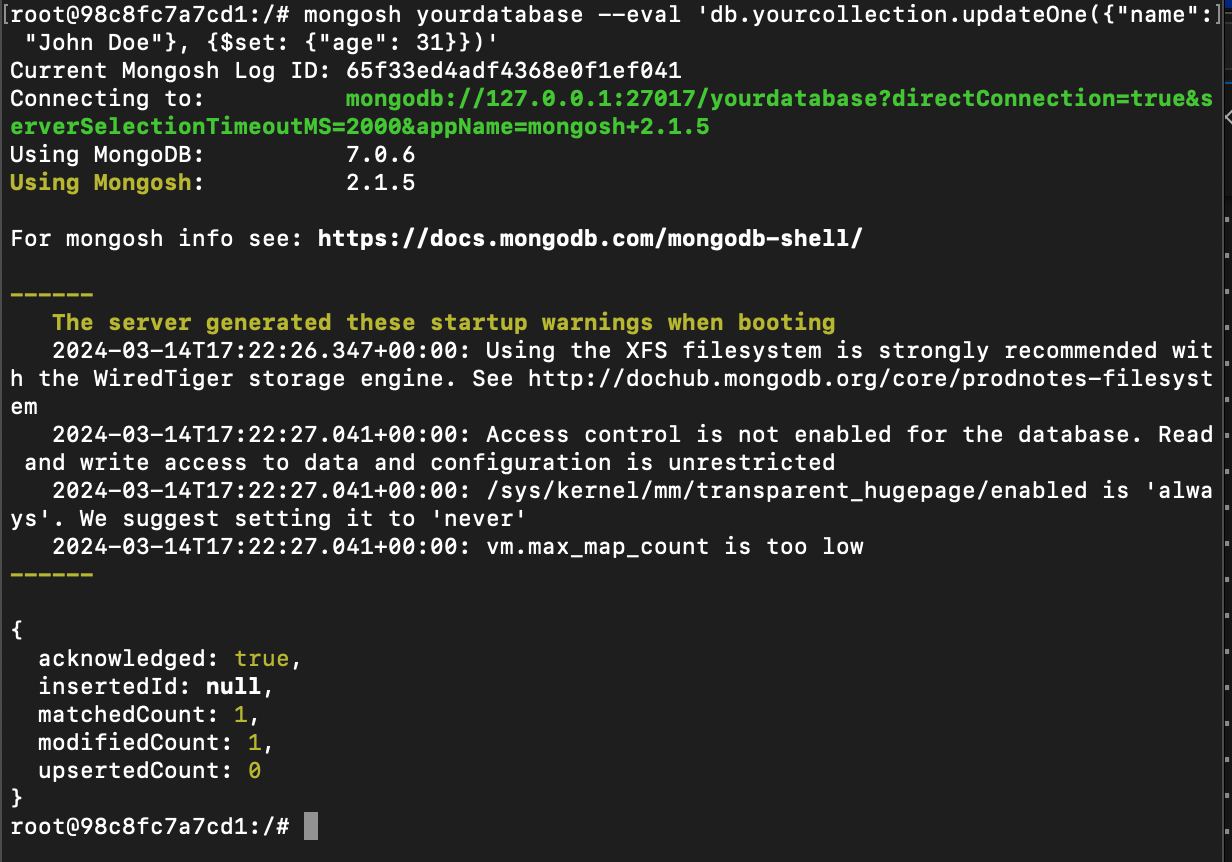 [root@98c8fc7a7cd1:/# mongosh yourdatabase --eval 'db.yourcollection.updateOne({"name":]
 "John Doe"}, {$set: {"age": 31}})'
Current Mongosh Log ID: 65f33ed4adf4368e0f1ef041
Connecting to:          mongodb://127.0.0.1:27017/yourdatabase?directConnection=true&s
erverSelectionTimeoutMS=2000&appName=mongosh+2.1.5
Using MongoDB:          7.0.6
Using Mongosh:          2.1.5

For mongosh info see: https://docs.mongodb.com/mongodb-shell/

------
   The server generated these startup warnings when booting
   2024-03-14T17:22:26.347+00:00: Using the XFS filesystem is strongly recommended wit
h the WiredTiger storage engine. See http://dochub.mongodb.org/core/prodnotes-filesyst
em
   2024-03-14T17:22:27.041+00:00: Access control is not enabled for the database. Read
 and write access to data and configuration is unrestricted
   2024-03-14T17:22:27.041+00:00: /sys/kernel/mm/transparent_hugepage/enabled is 'alwa
ys'. We suggest setting it to 'never'
   2024-03-14T17:22:27.041+00:00: vm.max_map_count is too low
------

{
  acknowledged: true,
  insertedId: null,
  matchedCount: 1,
  modifiedCount: 1,
  upsertedCount: 0
}
root@98c8fc7a7cd1:/#